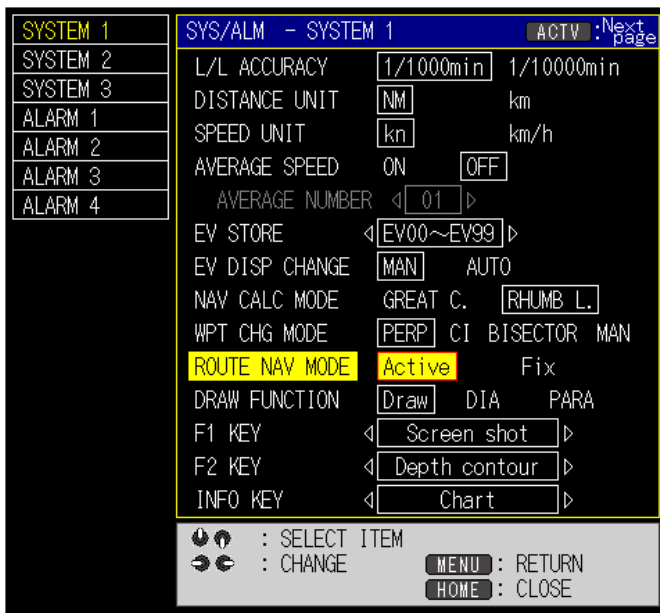 SYSTEM 1
SYSTEM 2
SYSTEM 3
ALARM 1
ALARM 2
ALARM 3
ALARM 4
SYS/ALM - SYSTEM 1 ACTV :Next page
L/L ACCURACY 1/1000min 1/10000min
DISTANCE UNIT NM km
SPEED UNIT kn km/h
AVERAGE SPEED ON OFF
AVERAGE NUMBER 01
EV STORE EV00～EV99
EV DISP CHANGE MAN AUTO
NAV CALC MODE GREAT C. RHUMB L.
WPT CHG MODE PERP CI BISECTOR MAN
ROUTE NAV MODE Active Fix
DRAW FUNCTION Draw DIA PARA
F1 KEY Screen shot
F2 KEY Depth contour
INFO KEY Chart
: SELECT ITEM
: CHANGE MENU : RETURN
HOME : CLOSE